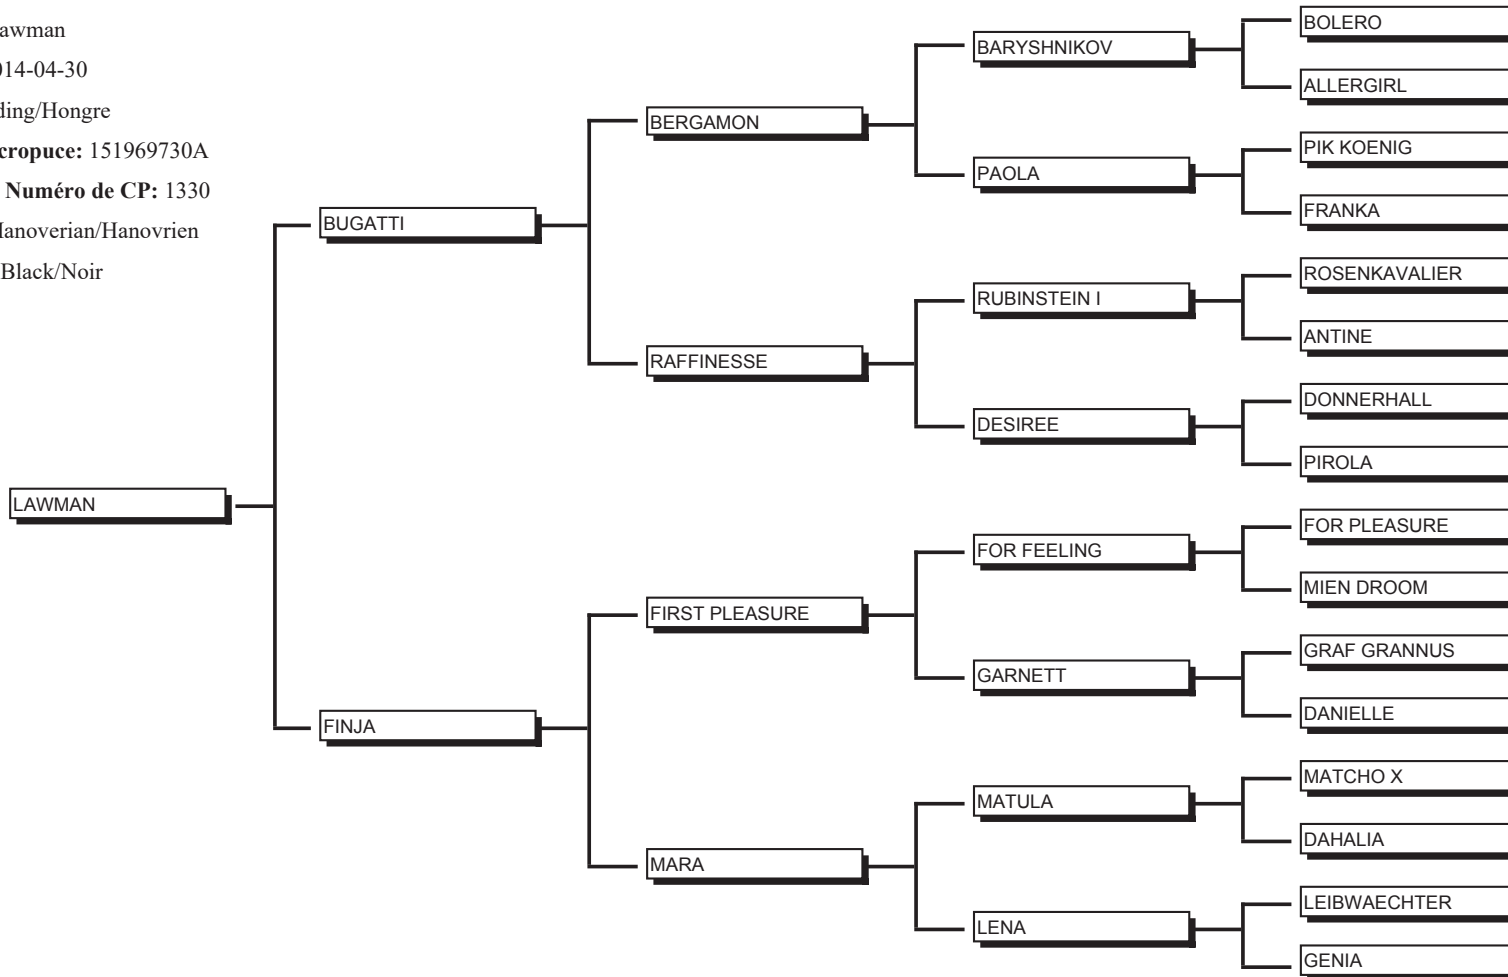 awman
014-04-30
ding/Hongre
cropuce: 151969730A
Numéro de CP: 1330
Hanoverian/Hanovrien
/Black/Noir
LAWMAN
BUGATTI
FINJA
BERGAMON
RAFFINESSE
FIRST PLEASURE
MARA
BARYSHNIKOV
PAOLA
RUBINSTEIN I
DESIREE
FOR FEELING
GARNETT
MATULA
LENA
BOLERO
ALLERGIRL
PIK KOENIG
FRANKA
ROSENKAVALIER
ANTINE
DONNERHALL
PIROLA
FOR PLEASURE
MIEN DROOM
GRAF GRANNUS
DANIELLE
MATCHO X
DAHALIA
LEIBWAECHTER
GENIA